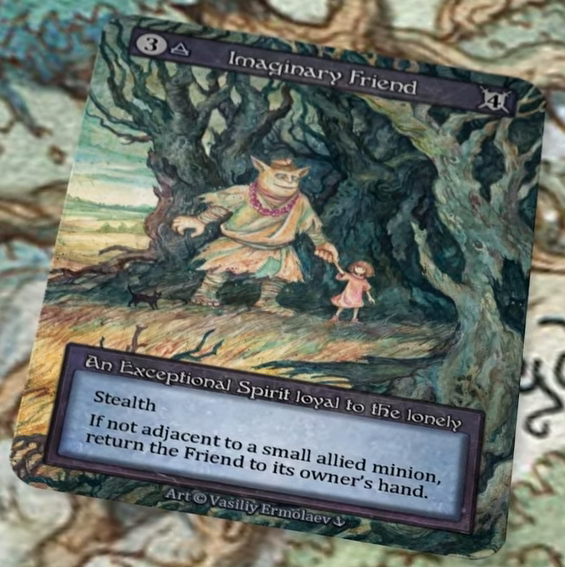 3
Imaginary Friend
4
An Exceptional Spirit loyal to the lonely
Stealth
If not adjacent to a small allied minion,
return the Friend to its owner's hand.
Art © Vasiliy Ermolaev